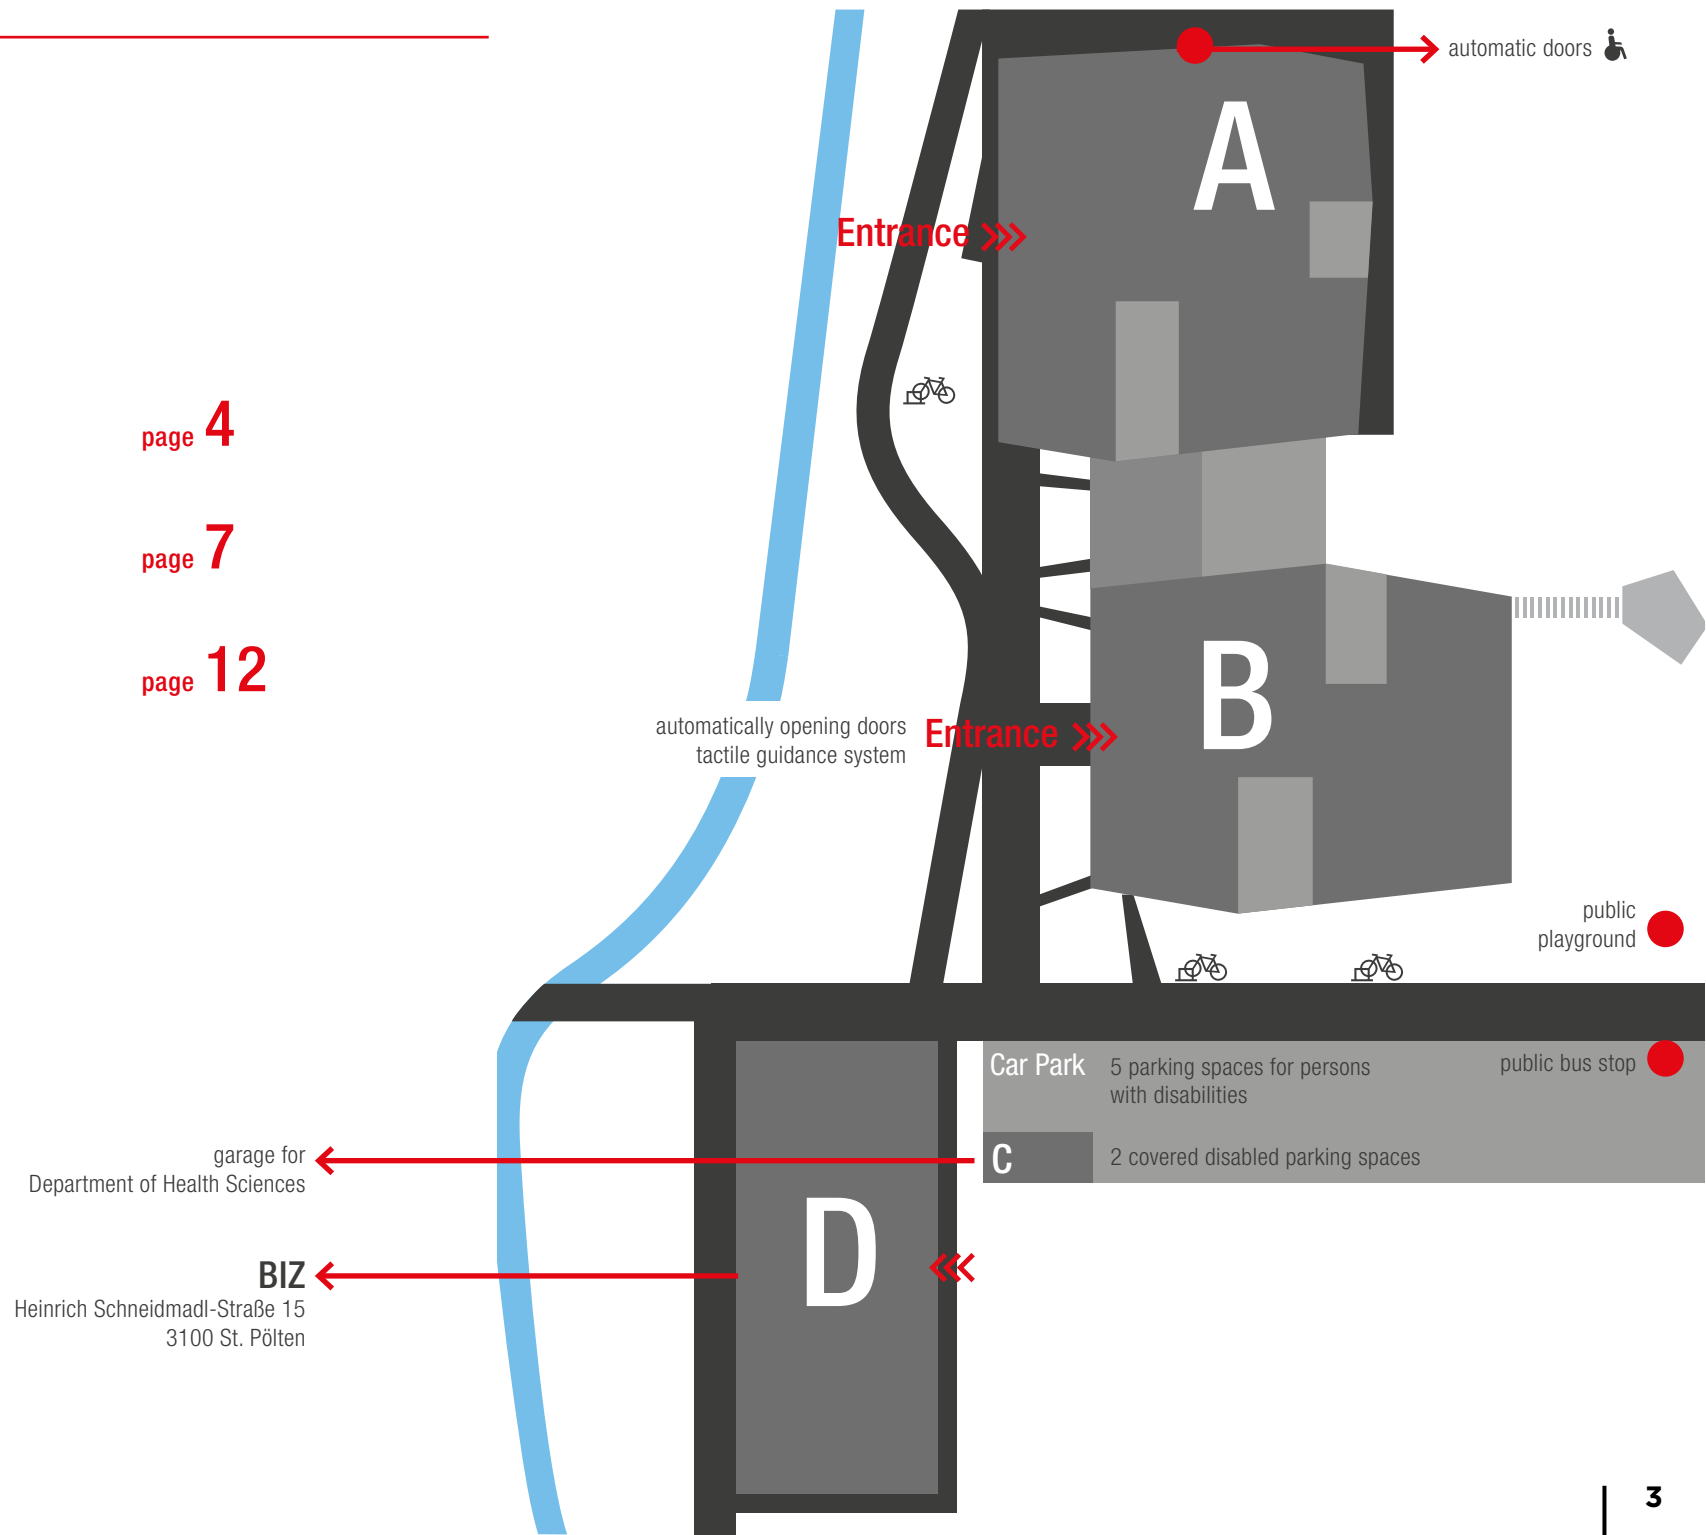 automatic doors
A
Entrance
page 4
page 7
page 12
B
automatically opening doors
tactile guidance system
Entrance
public
playground
Car Park
5 parking spaces for persons
with disabilities
public bus stop
C
2 covered disabled parking spaces
garage for
Department of Health Sciences
D
BIZ
Heinrich Schneidmadl-Straße 15
3100 St. Pölten
3